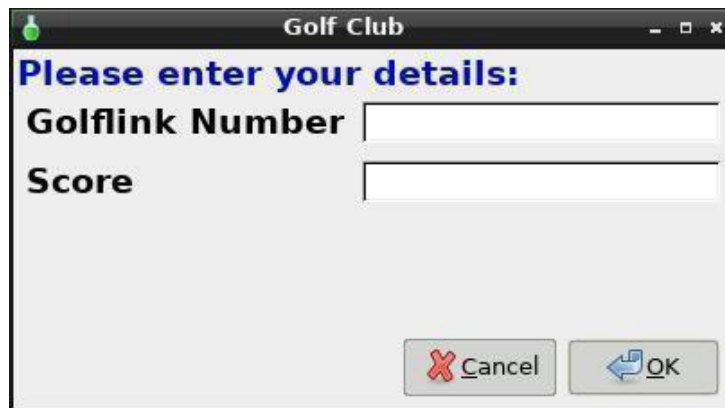 Golf Club
Please enter your details:
Golflink Number
Score
Cancel OK